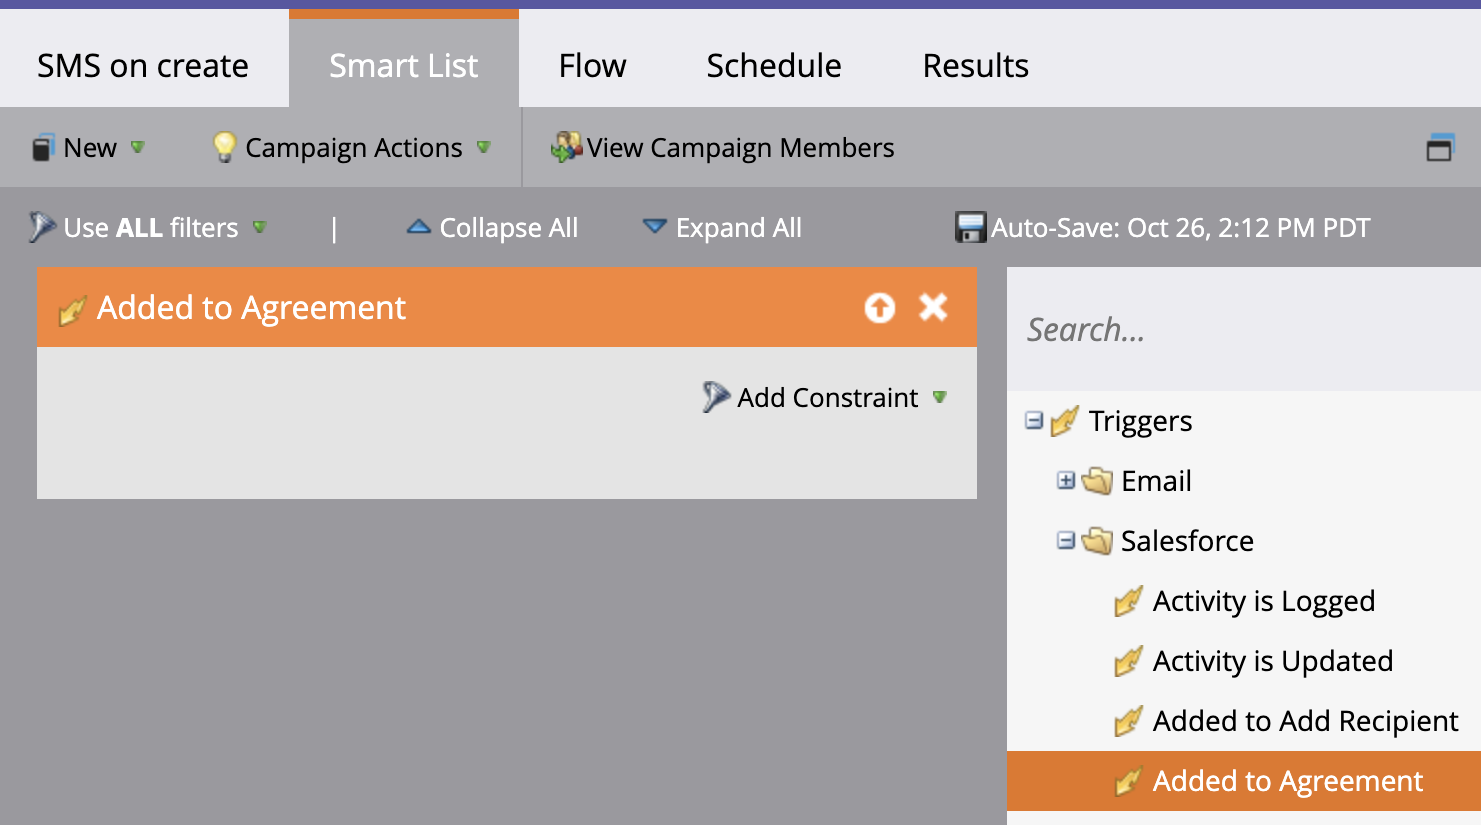 SMS on create Smart List Flow Schedule Results
New Campaign Actions View Campaign Members
Use ALL filters | Collapse All Expand All Auto-Save: Oct 26, 2:12 PM PDT
Added to Agreement
Add Constraint
Search...
Triggers
Email
Salesforce
Activity is Logged
Activity is Updated
Added to Add Recipient
Added to Agreement